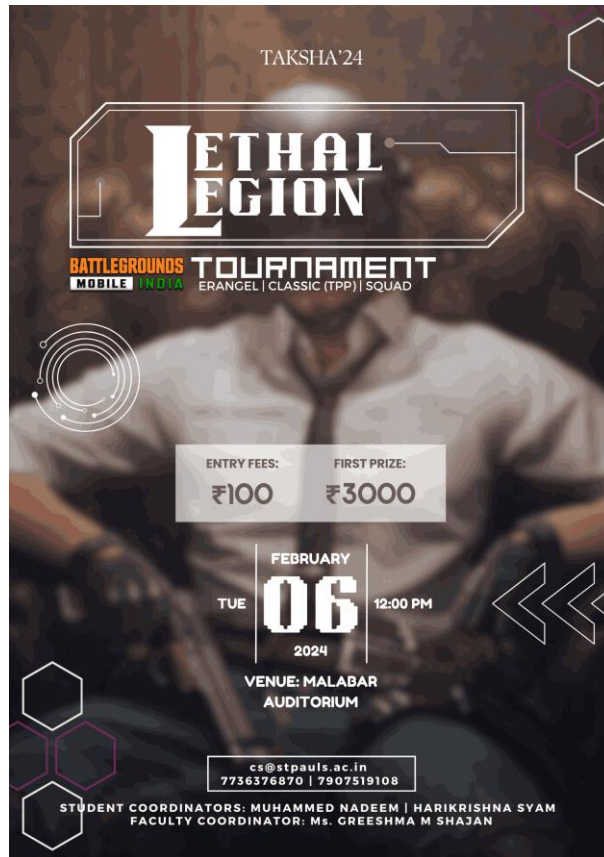 TAKSHA'24
LETHAL
LEGION
BATTLEGROUNDS
MOBILE INDIA
TOURNAMENT
ERANGEL | CLASSIC (TPP) | SQUAD
ENTRY FEES:
₹100
FIRST PRIZE:
₹3000
FEBRUARY
TUE 06 12:00 PM
2024
VENUE: MALABAR
AUDITORIUM
cs@stpauls.ac.in
7736376870 | 7907519108
STUDENT COORDINATORS: MUHAMMED NADEEM | HARIKRISHNA SYAM
FACULTY COORDINATOR: Ms. GREESHMA M SHAJAN